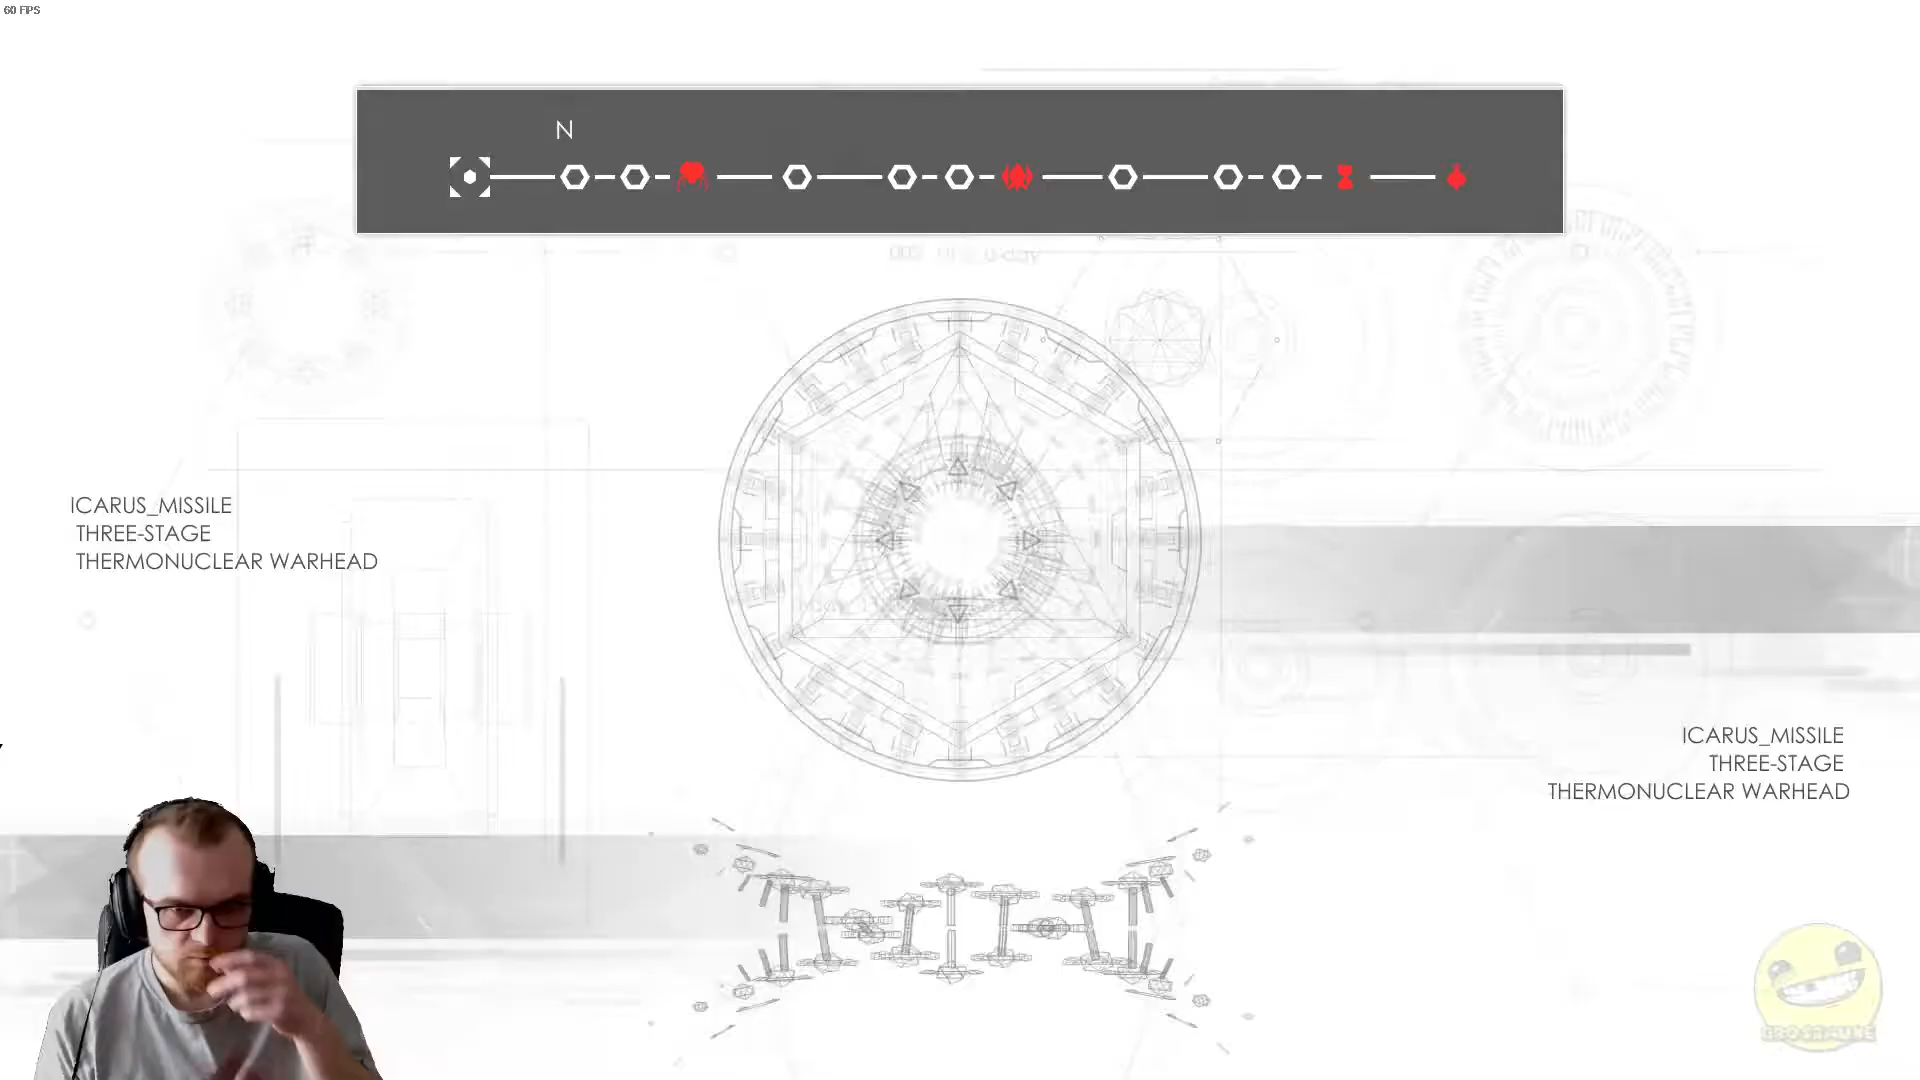 60 FPS
N
ICARUS_MISSILE
THREE-STAGE
THERMONUCLEAR WARHEAD
ICARUS_MISSILE
THREE-STAGE
THERMONUCLEAR WARHEAD